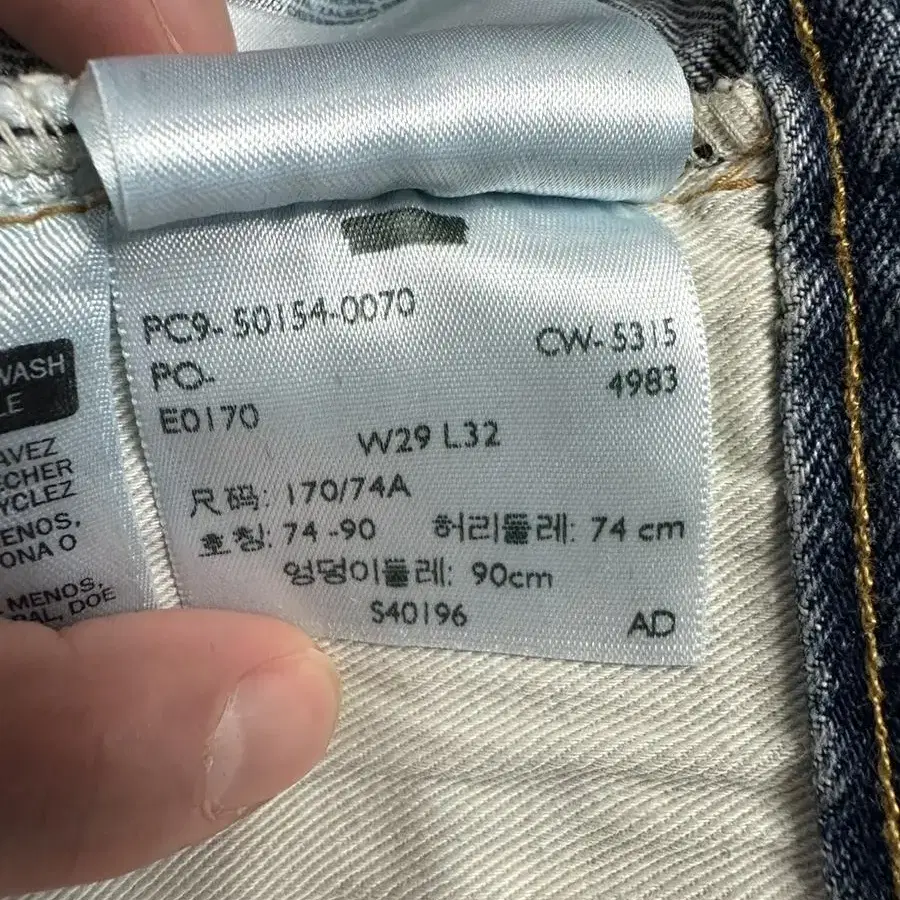 PC9-50154-0070
CW-5315
PO-
4983
E0170
W29 L32
尺码: 170/74A
호칭: 74-90 허리둘레: 74 cm
엉덩이둘레: 90cm
S40196 AD
WASH
LE
AVEZ
ECHER
YCLEZ
ENOS,
ONA O
MENOS,
BAL, DOE